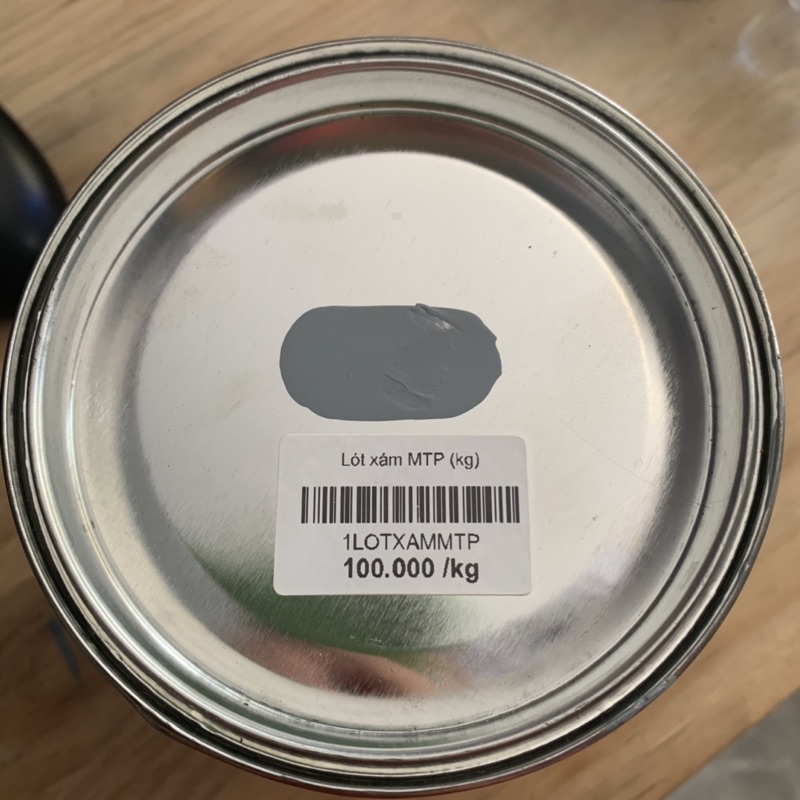 Lót xám MTP (kg)
1LOTXAMMTP
100.000 /kg